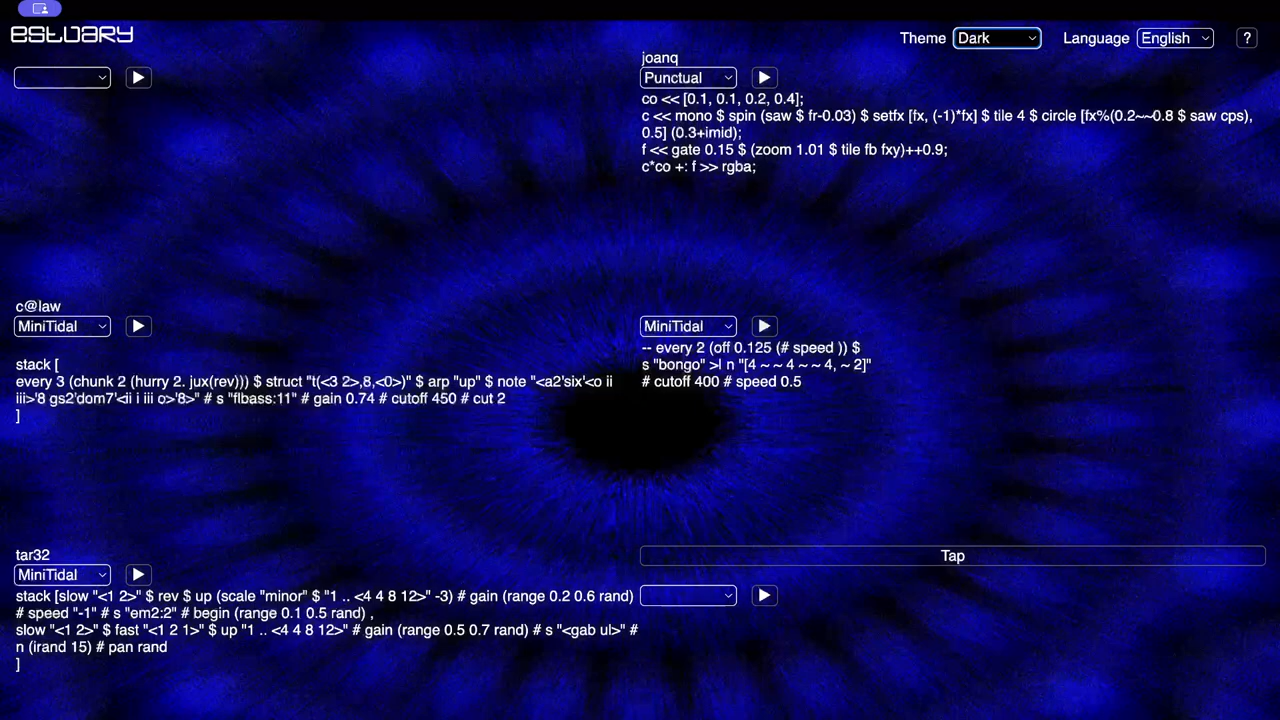 estuary
Theme Dark Language English ?
joanq
Punctual
co << [0.1, 0.1, 0.2, 0.4];
c << mono $ spin (saw $ fr-0.03) $ setfx [fx, (-1)*fx] $ tile 4 $ circle [fx%(0.2~~0.8 $ saw cps),
0.5] (0.3+imid);
f << gate 0.15 $ (zoom 1.01 $ tile fb fxy)++0.9;
c*co +: f >> rgba;
c@law
MiniTidal
stack [
every 3 (chunk 2 (hurry 2. jux(rev))) $ struct "t(<3 2>,8,<0>)" $ arp "up" $ note "<a2'six'<o ii
iii>'8 gs2'dom7'<ii i iii o>'8>" # s "flbass:11" # gain 0.74 # cutoff 450 # cut 2
]
MiniTidal
-- every 2 (off 0.125 (# speed )) $
s "bongo" >| n "[4 ~ ~ 4 ~ ~ 4, ~ 2]"
# cutoff 400 # speed 0.5
tar32
MiniTidal
stack [slow "<1 2>" $ rev $ up (scale "minor" $ "1 .. <4 4 8 12>" -3) # gain (range 0.2 0.6 rand)
# speed "-1" # s "em2:2" # begin (range 0.1 0.5 rand) ,
slow "<1 2>" $ fast "<1 2 1>" $ up "1 .. <4 4 8 12>" # gain (range 0.5 0.7 rand) # s "<gab ul>" #
n (irand 15) # pan rand
]
Tap